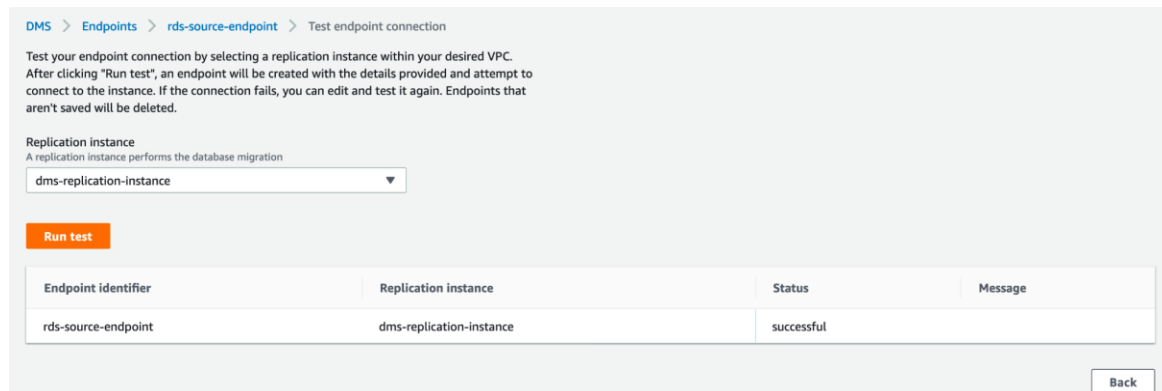 DMS > Endpoints > rds-source-endpoint > Test endpoint connection
Test your endpoint connection by selecting a replication instance within your desired VPC.
After clicking "Run test", an endpoint will be created with the details provided and attempt to
connect to the instance. If the connection fails, you can edit and test it again. Endpoints that
aren't saved will be deleted.
Replication instance
A replication instance performs the database migration
dms-replication-instance
Run test
Endpoint identifier Replication instance Status Message
rds-source-endpoint dms-replication-instance successful
Back